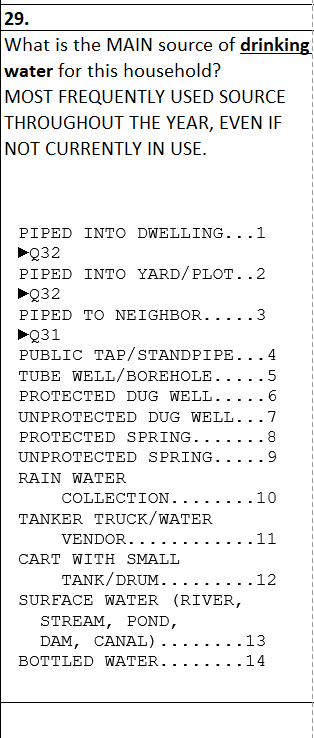 29.
What is the MAIN source of drinking
water for this household?
MOST FREQUENTLY USED SOURCE
THROUGHOUT THE YEAR, EVEN IF
NOT CURRENTLY IN USE.
PIPED INTO DWELLING...1
►Q32
PIPED INTO YARD/PLOT..2
►Q32
PIPED TO NEIGHBOR.....3
►Q31
PUBLIC TAP/STANDPIPE...4
TUBE WELL/BOREHOLE.....5
PROTECTED DUG WELL.....6
UNPROTECTED DUG WELL...7
PROTECTED SPRING.......8
UNPROTECTED SPRING.....9
RAIN WATER
COLLECTION........10
TANKER TRUCK/WATER
VENDOR............11
CART WITH SMALL
TANK/DRUM.........12
SURFACE WATER (RIVER,
STREAM, POND,
DAM, CANAL)........13
BOTTLED WATER........14